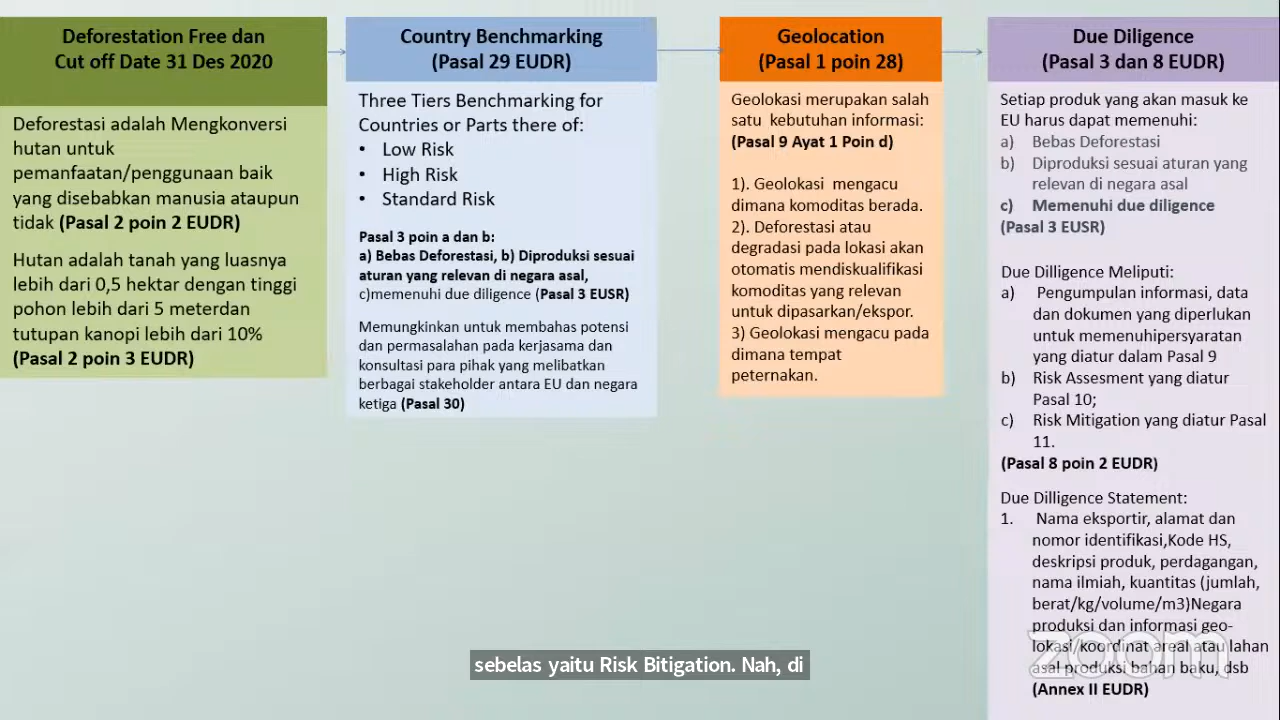 Deforestation Free dan
Cut off Date 31 Des 2020
Deforestasi adalah Mengkonversi
hutan untuk
pemanfaatan/penggunaan baik
yang disebabkan manusia ataupun
tidak (Pasal 2 poin 2 EUDR)
Hutan adalah tanah yang luasnya
lebih dari 0,5 hektar dengan tinggi
pohon lebih dari 5 meterdan
tutupan kanopi lebih dari 10%
(Pasal 2 poin 3 EUDR)
Country Benchmarking
(Pasal 29 EUDR)
Three Tiers Benchmarking for
Countries or Parts there of:
• Low Risk
• High Risk
• Standard Risk
Pasal 3 poin a dan b:
a) Bebas Deforestasi, b) Diproduksi sesuai
aturan yang relevan di negara asal,
c)memenuhi due diligence (Pasal 3 EUSR)
Memungkinkan untuk membahas potensi
dan permasalahan pada kerjasama dan
konsultasi para pihak yang melibatkan
berbagai stakeholder antara EU dan negara
ketiga (Pasal 30)
Geolocation
(Pasal 1 poin 28)
Geolokasi merupakan salah
satu kebutuhan informasi:
(Pasal 9 Ayat 1 Poin d)
1). Geolokasi mengacu
dimana komoditas berada.
2). Deforestasi atau
degradasi pada lokasi akan
otomatis mendiskualifikasi
komoditas yang relevan
untuk dipasarkan/ekspor.
3) Geolokasi mengacu pada
dimana tempat
peternakan.
Due Diligence
(Pasal 3 dan 8 EUDR)
Setiap produk yang akan masuk ke
EU harus dapat memenuhi:
a) Bebas Deforestasi
b) Diproduksi sesuai aturan yang
relevan di negara asal
c) Memenuhi due diligence
(Pasal 3 EUSR)
Due Dilligence Meliputi:
a) Pengumpulan informasi, data
dan dokumen yang diperlukan
untuk memenuhipersyaratan
yang diatur dalam Pasal 9
b) Risk Assesment yang diatur
Pasal 10;
c) Risk Mitigation yang diatur Pasal
11.
(Pasal 8 poin 2 EUDR)
Due Dilligence Statement:
1. Nama eksportir, alamat dan
nomor identifikasi,Kode HS,
deskripsi produk, perdagangan,
nama ilmiah, kuantitas (jumlah,
berat/kg/volume/m3)Negara
produksi dan informasi geo-
lokasi/koordinat areal atau lahan
asal produksi bahan baku, dsb
(Annex II EUDR)
zoom
sebelas yaitu Risk Bitigation. Nah, di